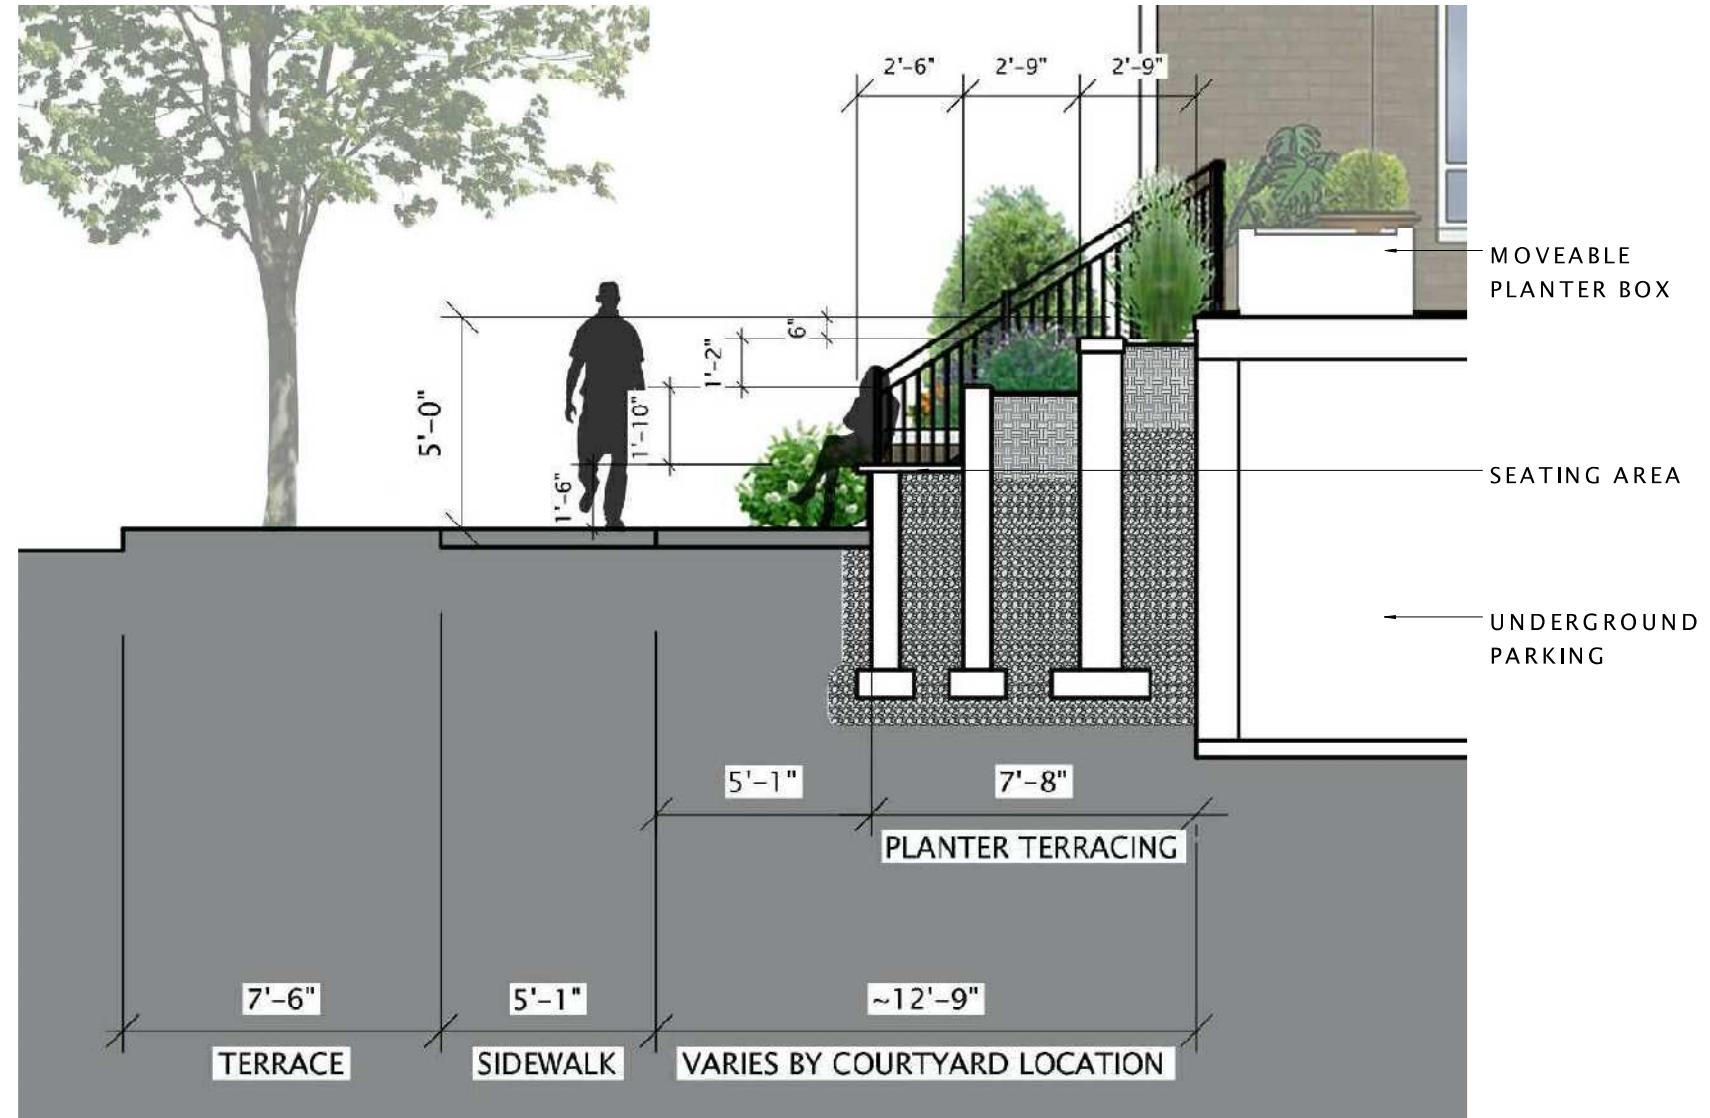 2'-6" 2'-9" 2'-9"
MOVEABLE
PLANTER BOX
6"
1'-2"
5'-0"
1'-10"
1'-6"
SEATING AREA
UNDERGROUND
PARKING
5'-1" 7'-8"
PLANTER TERRACING
7'-6" 5'-1" ~12'-9"
TERRACE SIDEWALK VARIES BY COURTYARD LOCATION